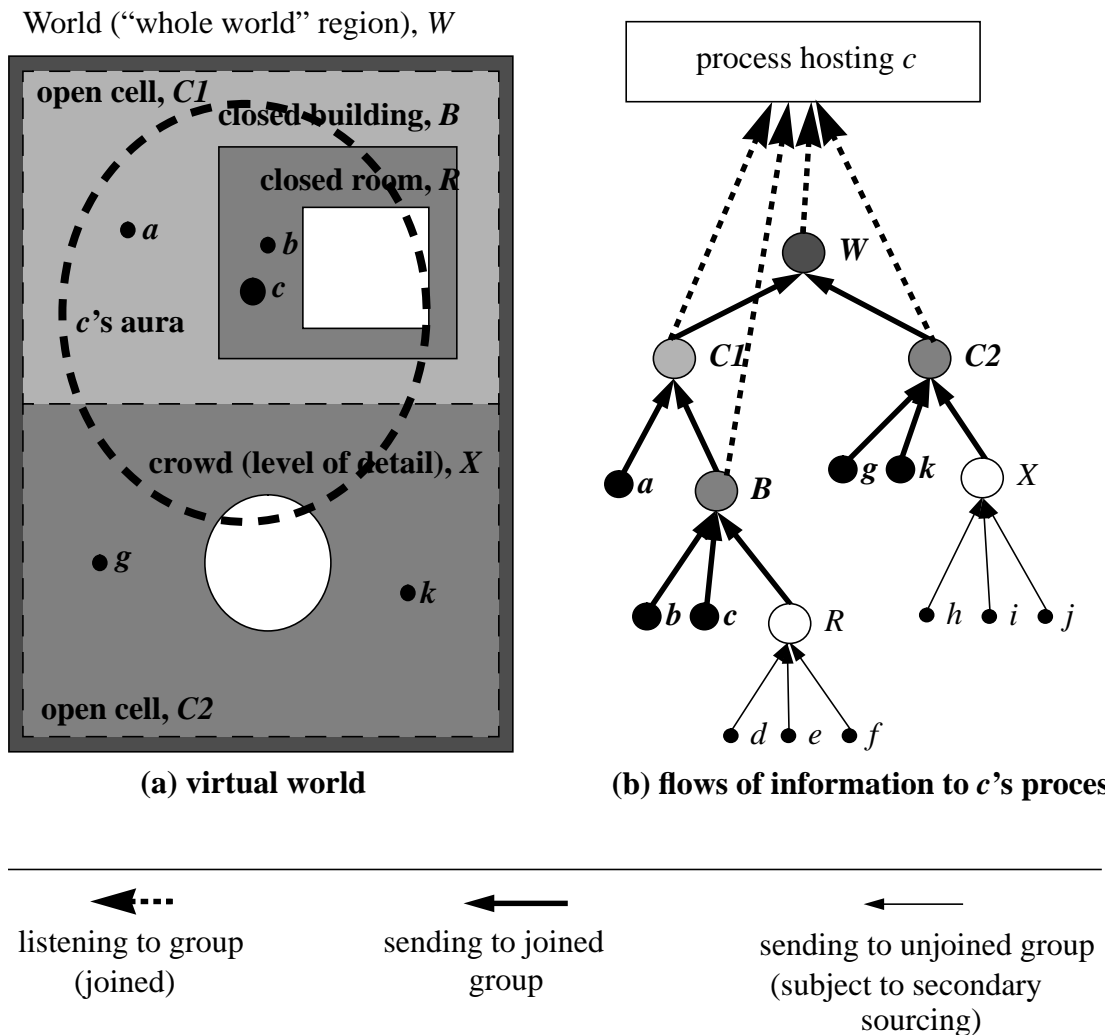 World (“whole world” region), W
open cell, C1
closed building, B
closed room, R
a
b
c
c’s aura
crowd (level of detail), X
g
k
open cell, C2
(a) virtual world
process hosting c
W
C1
C2
a
B
g
k
X
b
c
R
h
i
j
d
e
f
(b) flows of information to c’s proces
listening to group
(joined)
sending to joined
group
sending to unjoined group
(subject to secondary
sourcing)